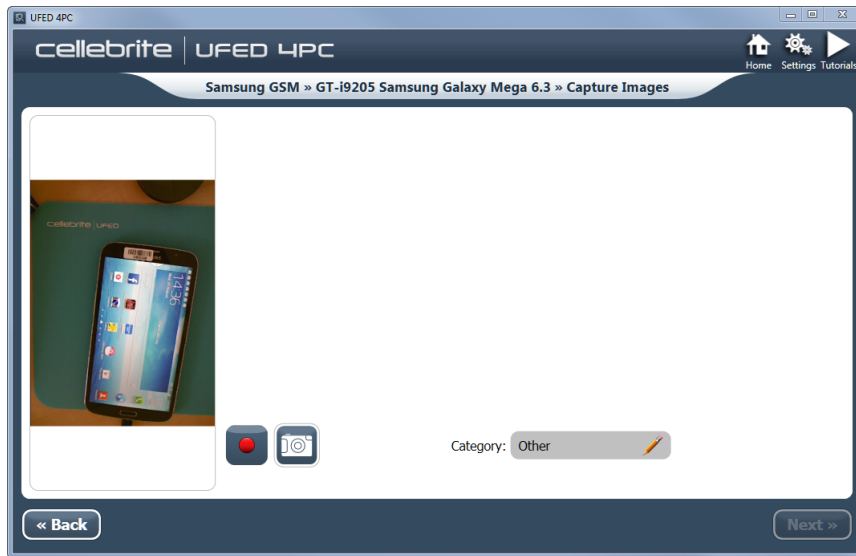 UFED 4PC
cellebrite | UFED 4PC
Home Settings Tutorials
Samsung GSM » GT-i9205 Samsung Galaxy Mega 6.3 » Capture Images
cellebrite | UFED
14:36
Category: Other
« Back
Next »